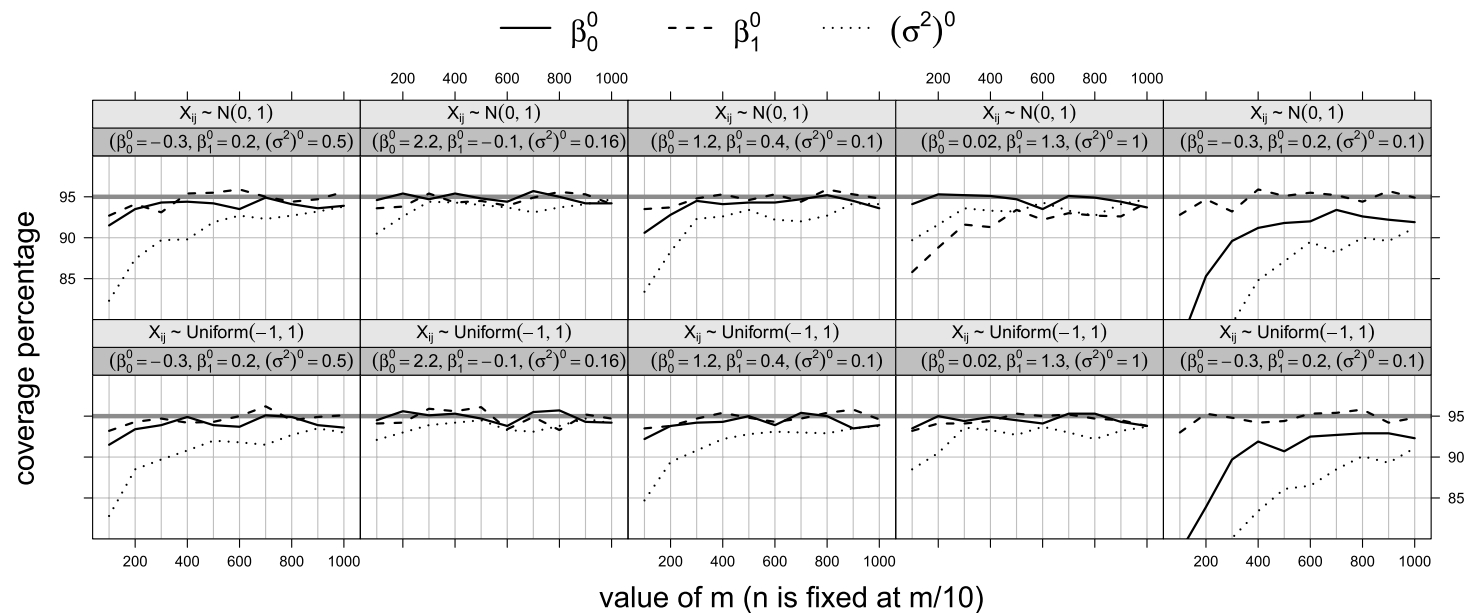 β₀⁰ β₁⁰ (σ²)⁰
200 400 600 800 1000 200 400 600 800 1000
Xᵢⱼ ~ N(0, 1) Xᵢⱼ ~ N(0, 1) Xᵢⱼ ~ N(0, 1) Xᵢⱼ ~ N(0, 1) Xᵢⱼ ~ N(0, 1)
(β₀⁰ = −0.3, β₁⁰ = 0.2, (σ²)⁰ = 0.5) (β₀⁰ = 2.2, β₁⁰ = −0.1, (σ²)⁰ = 0.16) (β₀⁰ = 1.2, β₁⁰ = 0.4, (σ²)⁰ = 0.1) (β₀⁰ = 0.02, β₁⁰ = 1.3, (σ²)⁰ = 1) (β₀⁰ = −0.3, β₁⁰ = 0.2, (σ²)⁰ = 0.1)
95
90
85
Xᵢⱼ ~ Uniform(−1, 1) Xᵢⱼ ~ Uniform(−1, 1) Xᵢⱼ ~ Uniform(−1, 1) Xᵢⱼ ~ Uniform(−1, 1) Xᵢⱼ ~ Uniform(−1, 1)
(β₀⁰ = −0.3, β₁⁰ = 0.2, (σ²)⁰ = 0.5) (β₀⁰ = 2.2, β₁⁰ = −0.1, (σ²)⁰ = 0.16) (β₀⁰ = 1.2, β₁⁰ = 0.4, (σ²)⁰ = 0.1) (β₀⁰ = 0.02, β₁⁰ = 1.3, (σ²)⁰ = 1) (β₀⁰ = −0.3, β₁⁰ = 0.2, (σ²)⁰ = 0.1)
95
90
85
200 400 600 800 1000 200 400 600 800 1000 200 400 600 800 1000
coverage percentage
value of m (n is fixed at m/10)